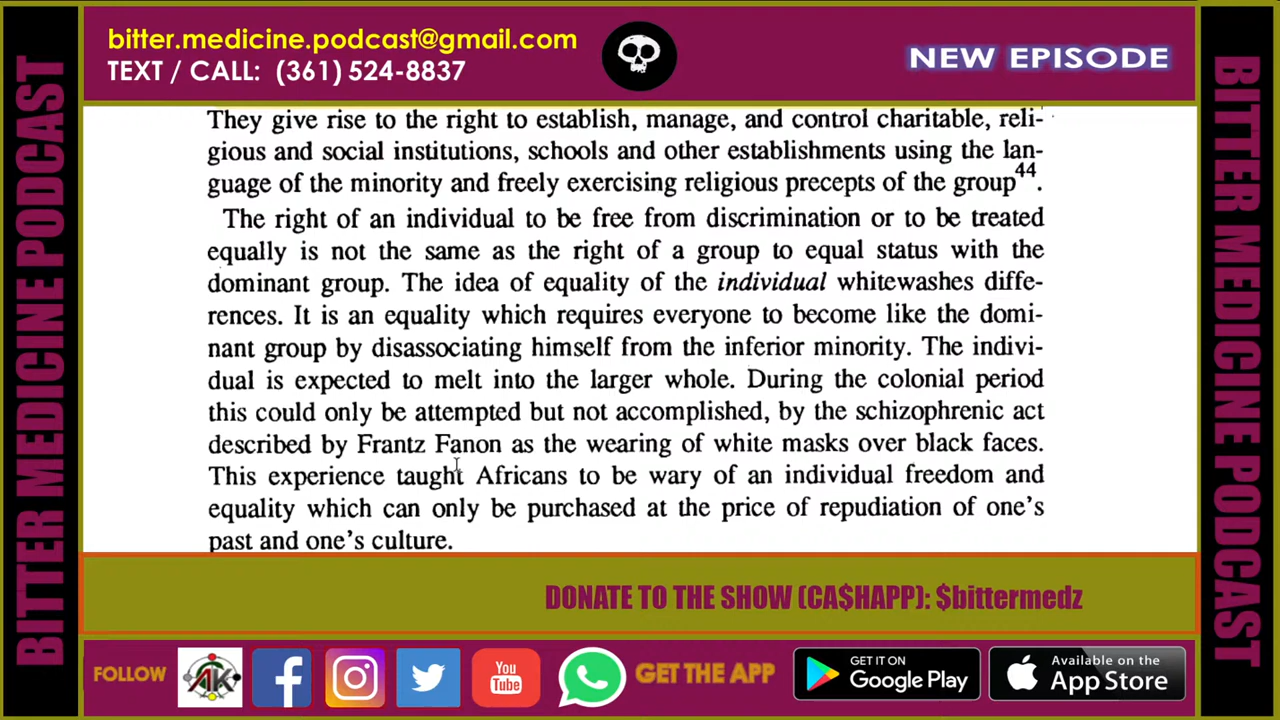 bitter.medicine.podcast@gmail.com
TEXT / CALL: (361) 524-8837
NEW EPISODE
BITTER MEDICINE PODCAST
They give rise to the right to establish, manage, and control charitable, reli-
gious and social institutions, schools and other establishments using the lan-
guage of the minority and freely exercising religious precepts of the group44.
The right of an individual to be free from discrimination or to be treated
equally is not the same as the right of a group to equal status with the
dominant group. The idea of equality of the individual whitewashes diffe-
rences. It is an equality which requires everyone to become like the domi-
nant group by disassociating himself from the inferior minority. The indivi-
dual is expected to melt into the larger whole. During the colonial period
this could only be attempted but not accomplished, by the schizophrenic act
described by Frantz Fanon as the wearing of white masks over black faces.
This experience taught Africans to be wary of an individual freedom and
equality which can only be purchased at the price of repudiation of one's
past and one's culture.
BITTER MEDICINE PODCAST
DONATE TO THE SHOW (CA$HAPP): $bittermedz
FOLLOW
You
Tube
GET THE APP
GET IT ON
Google Play
Available on the
App Store